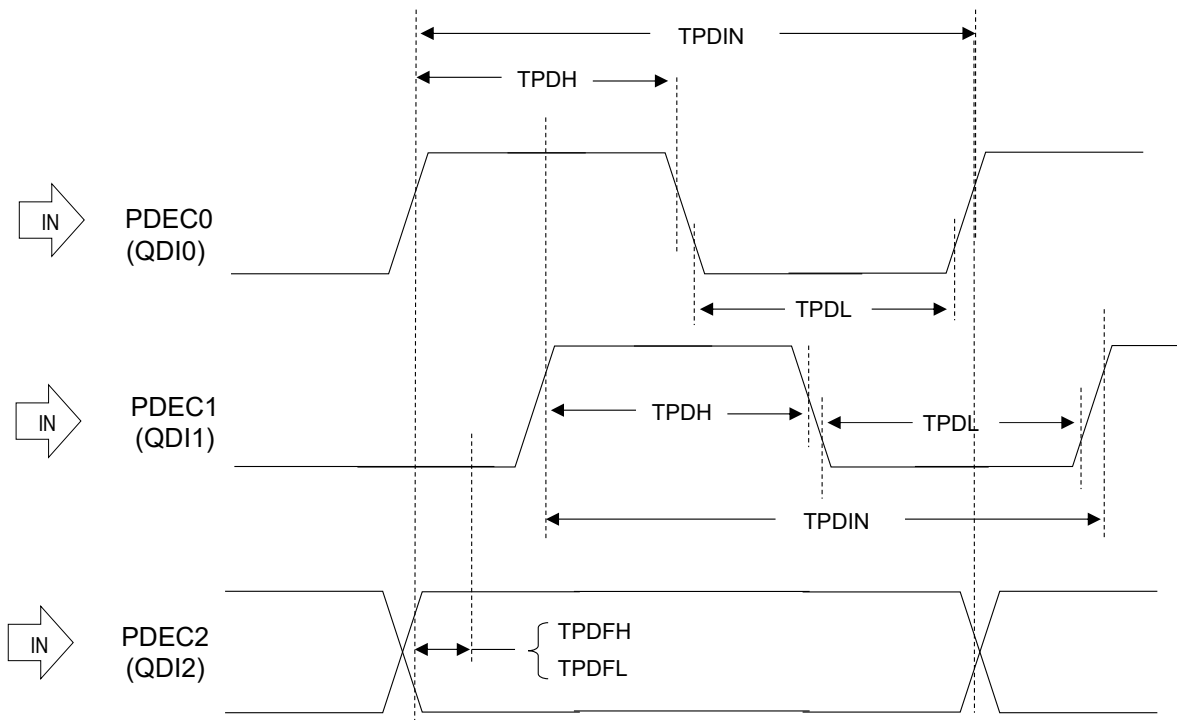 TPDIN
TPDH
IN
PDEC0
(QDI0)
TPDL
IN
PDEC1
(QDI1)
TPDH
TPDL
TPDIN
IN
PDEC2
(QDI2)
TPDFH
TPDFL